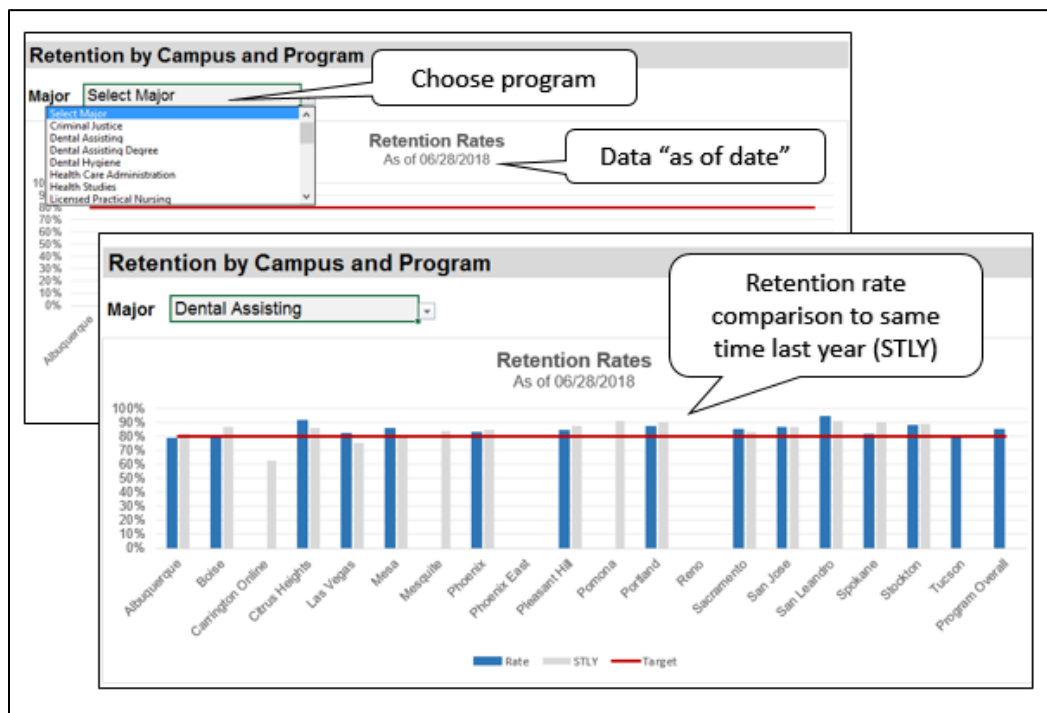 Retention by Campus and Program
Choose program
Major Select Major
Select Major
Criminal Justice
Dental Assisting
Dental Assisting Degree
Dental Hygiene
Health Care Administration
Health Studies
Licensed Practical Nursing
Retention Rates
As of 06/28/2018
Data “as of date”
10
9
80%
70%
60%
50%
40%
30%
20%
10%
0%
Albuquerque
Retention by Campus and Program
Major Dental Assisting
Retention rate
comparison to same
time last year (STLY)
Retention Rates
As of 06/28/2018
100%
90%
80%
70%
60%
50%
40%
30%
20%
10%
0%
Albuquerque
Boise
Carrington Online
Citrus Heights
Las Vegas
Mesa
Mesquite
Phoenix
Phoenix East
Pleasant Hill
Pomona
Portland
Reno
Sacramento
San Jose
San Leandro
Spokane
Stockton
Tucson
Program Overall
Rate STLY Target